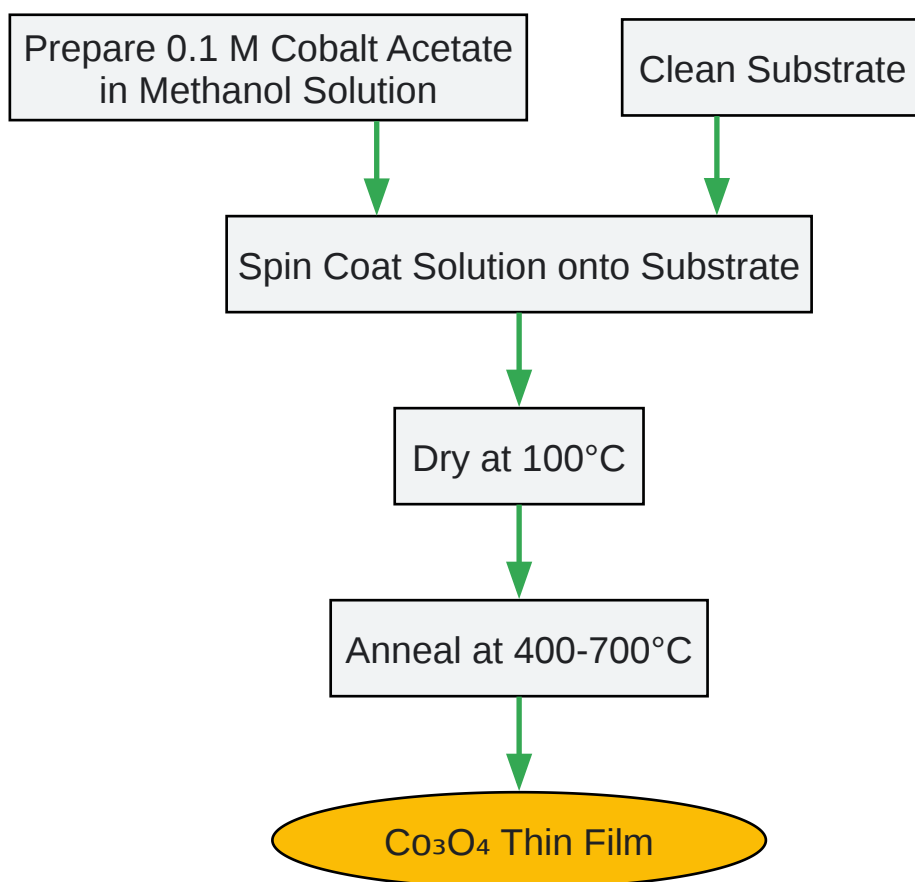 Prepare 0.1 M Cobalt Acetate
in Methanol Solution
Clean Substrate
Spin Coat Solution onto Substrate
Dry at 100°C
Anneal at 400-700°C
Co₃O₄ Thin Film